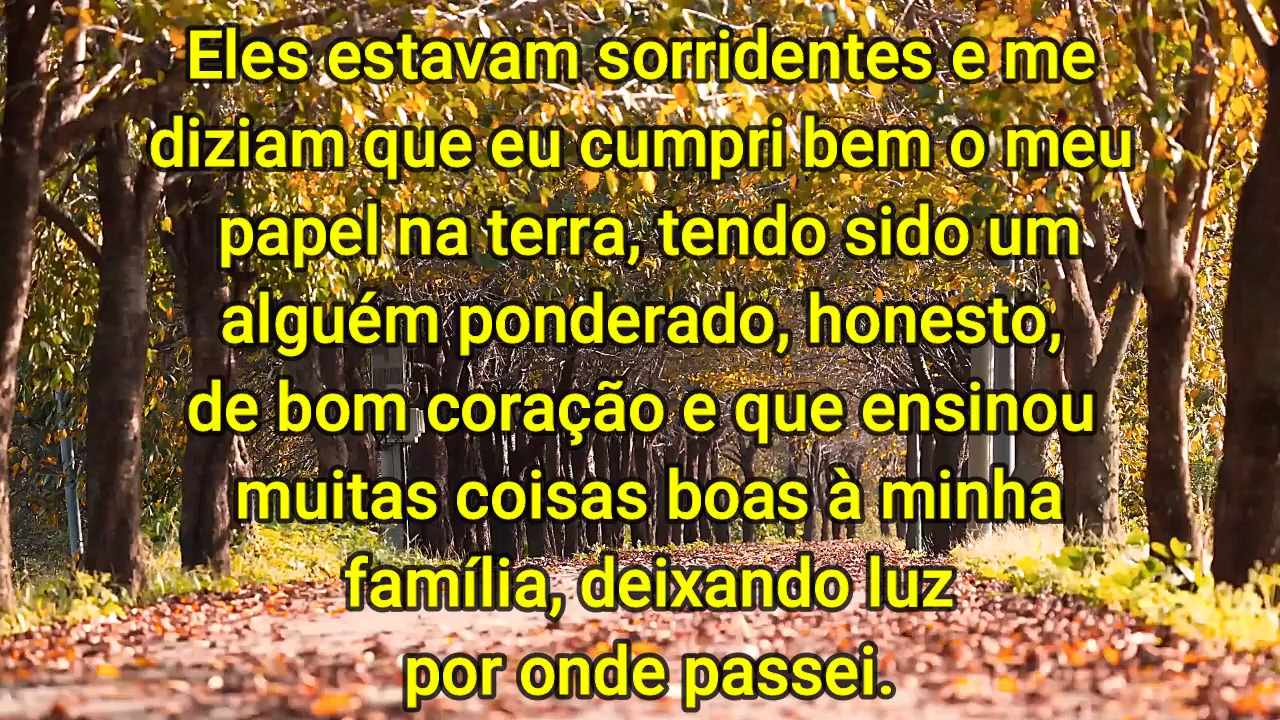 Eles estavam sorridentes e me
diziam que eu cumpri bem o meu
papel na terra, tendo sido um
alguém ponderado, honesto,
de bom coração e que ensinou
muitas coisas boas à minha
família, deixando luz
por onde passei.